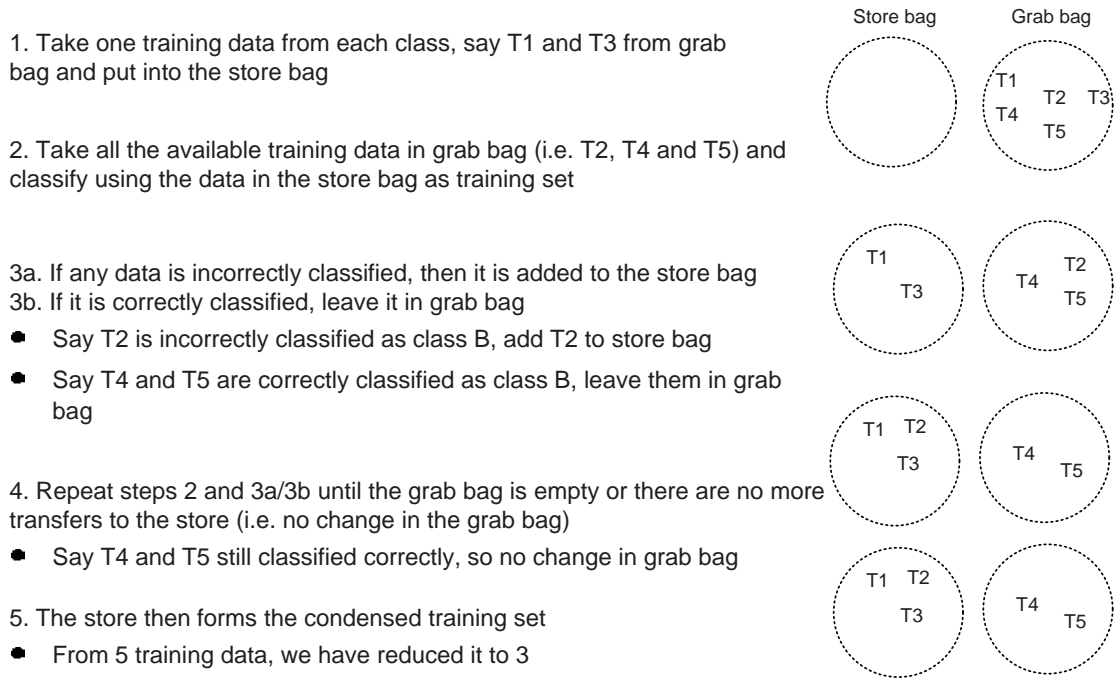 Store bag
Grab bag
1. Take one training data from each class, say T1 and T3 from grab
bag and put into the store bag
T1
T2
T3
T4
T5
2. Take all the available training data in grab bag (i.e. T2, T4 and T5) and
classify using the data in the store bag as training set
3a. If any data is incorrectly classified, then it is added to the store bag
3b. If it is correctly classified, leave it in grab bag
T1
T3
T4
T2
T5
● Say T2 is incorrectly classified as class B, add T2 to store bag
● Say T4 and T5 are correctly classified as class B, leave them in grab
bag
T1 T2
T3
T4
T5
4. Repeat steps 2 and 3a/3b until the grab bag is empty or there are no more
transfers to the store (i.e. no change in the grab bag)
● Say T4 and T5 still classified correctly, so no change in grab bag
T1 T2
T3
T4
T5
5. The store then forms the condensed training set
● From 5 training data, we have reduced it to 3